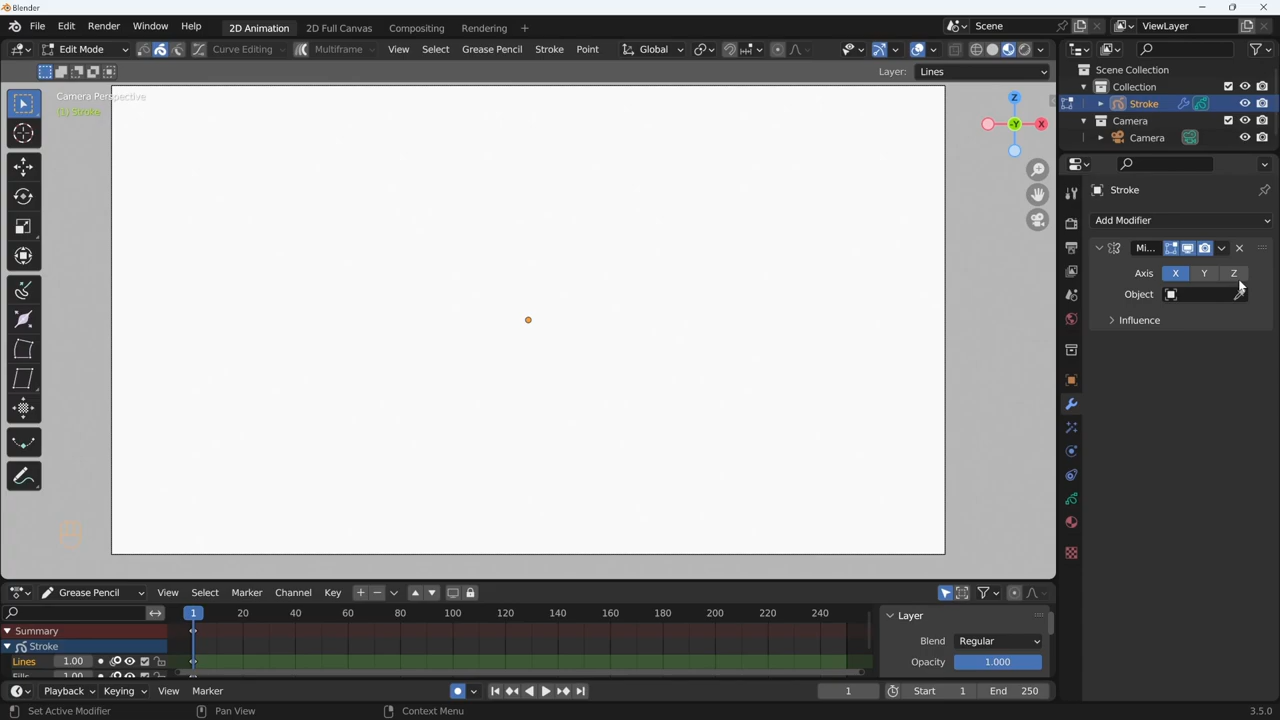 Blender
File Edit Render Window Help 2D Animation 2D Full Canvas Compositing Rendering + Scene ViewLayer
Edit Mode Curve Editing Multiframe View Select Grease Pencil Stroke Point Global
Layer: Lines
Camera Perspective
(1) Stroke
Z
-Y
X
Scene Collection
Collection
Stroke
Camera
Camera
Stroke
Add Modifier
Mi...
Axis X Y Z
Object
Influence
Grease Pencil View Select Marker Channel Key
1 20 40 60 80 100 120 140 160 180 200 220 240
Summary
Stroke
Lines 1.00
Fills 1.00
Layer
Blend Regular
Opacity 1.000
Playback Keying View Marker 1 Start 1 End 250
Set Active Modifier Pan View Context Menu 3.5.0